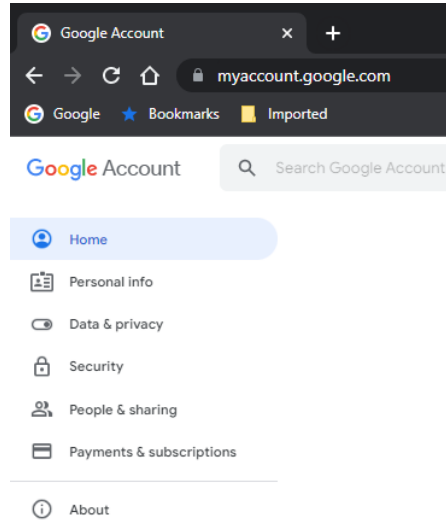 Google Account
myaccount.google.com
Google Bookmarks Imported
Google Account Search Google Account
Home
Personal info
Data & privacy
Security
People & sharing
Payments & subscriptions
About